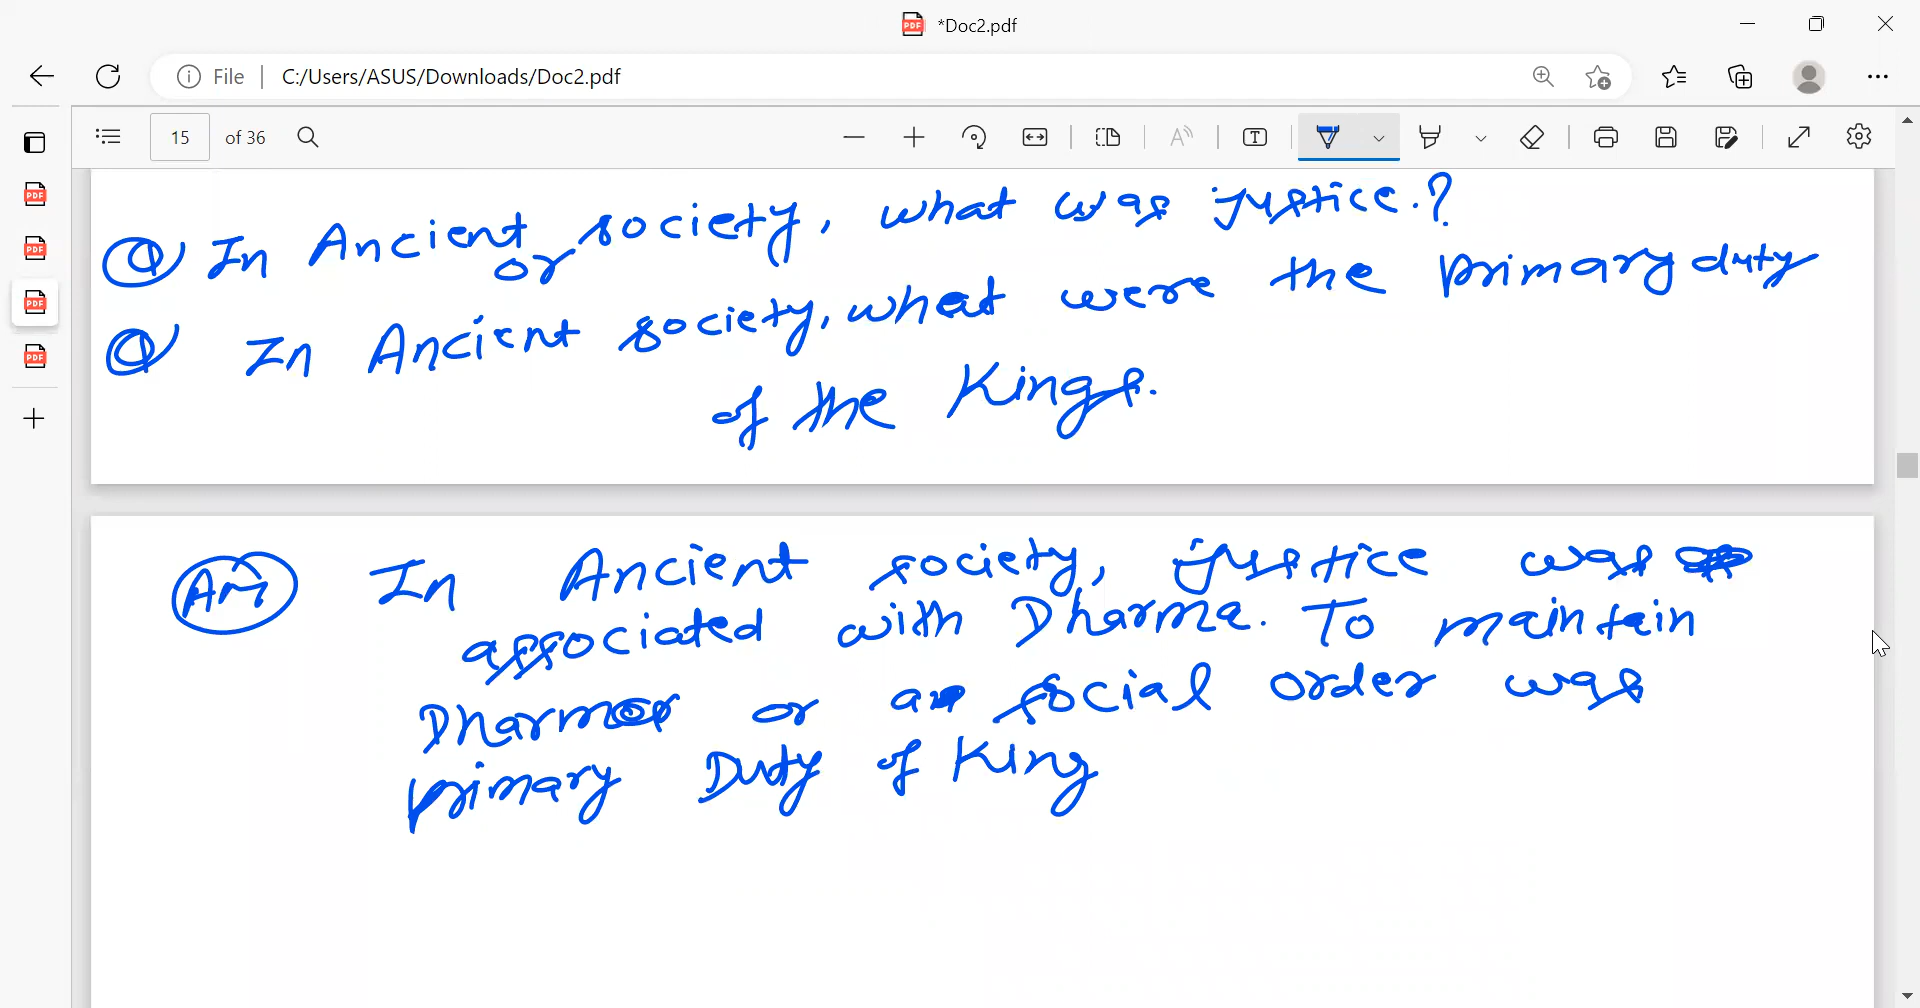 *Doc2.pdf
File | C:/Users/ASUS/Downloads/Doc2.pdf
15 of 36
Q In Ancient society, what was justice.?
or
Q In Ancient society, what were the primary duty
of the Kings.
Ans In Ancient society, justice was
associated with Dharma. To maintain
Dharma or a social order was
primary Duty of King